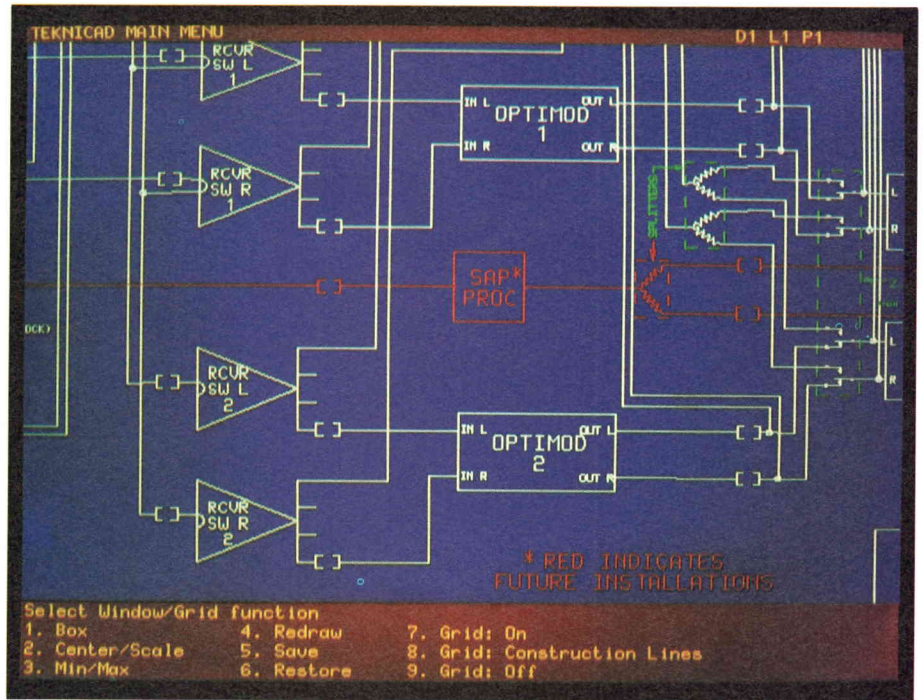 TEKNICAD MAIN MENU
D1 L1 P1
RCVR
SW L
1
RCVR
SW R
1
IN L
OUT L
OPTIMOD
1
IN R
OUT R
SPLITTERS
L
R
SAP*
PROC
OCK)
RCVR
SW L
2
L
R
IN L
OUT L
OPTIMOD
2
IN R
OUT R
RCVR
SW R
2
* RED INDICATES
FUTURE INSTALLATIONS
Select Window/Grid function
1. Box
4. Redraw
7. Grid: On
2. Center/Scale
5. Save
8. Grid: Construction Lines
3. Min/Max
6. Restore
9. Grid: Off